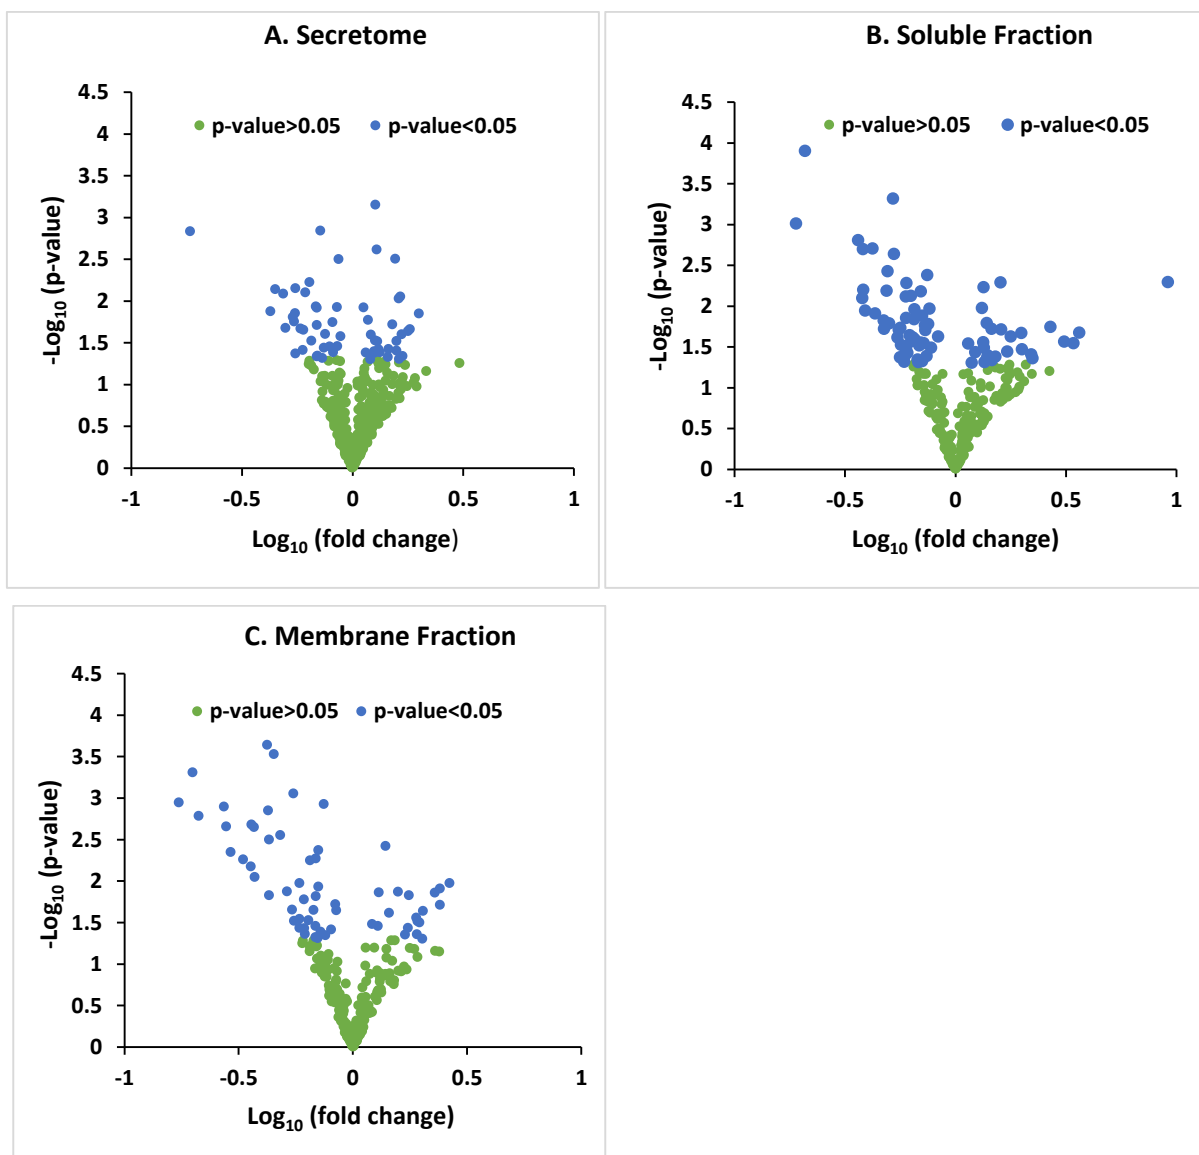 A. Secretome
4.5
p-value>0.05 p-value<0.05
4
3.5
3
2.5
2
1.5
1
0.5
0
-Log10 (p-value)
-1 -0.5 0 0.5 1
Log10 (fold change)
B. Soluble Fraction
4.5
p-value>0.05 p-value<0.05
4
3.5
3
2.5
2
1.5
1
0.5
0
-Log10 (p-value)
-1 -0.5 0 0.5 1
Log10 (fold change)
C. Membrane Fraction
4.5
p-value>0.05 p-value<0.05
4
3.5
3
2.5
2
1.5
1
0.5
0
-Log10 (p-value)
-1 -0.5 0 0.5 1
Log10 (fold change)